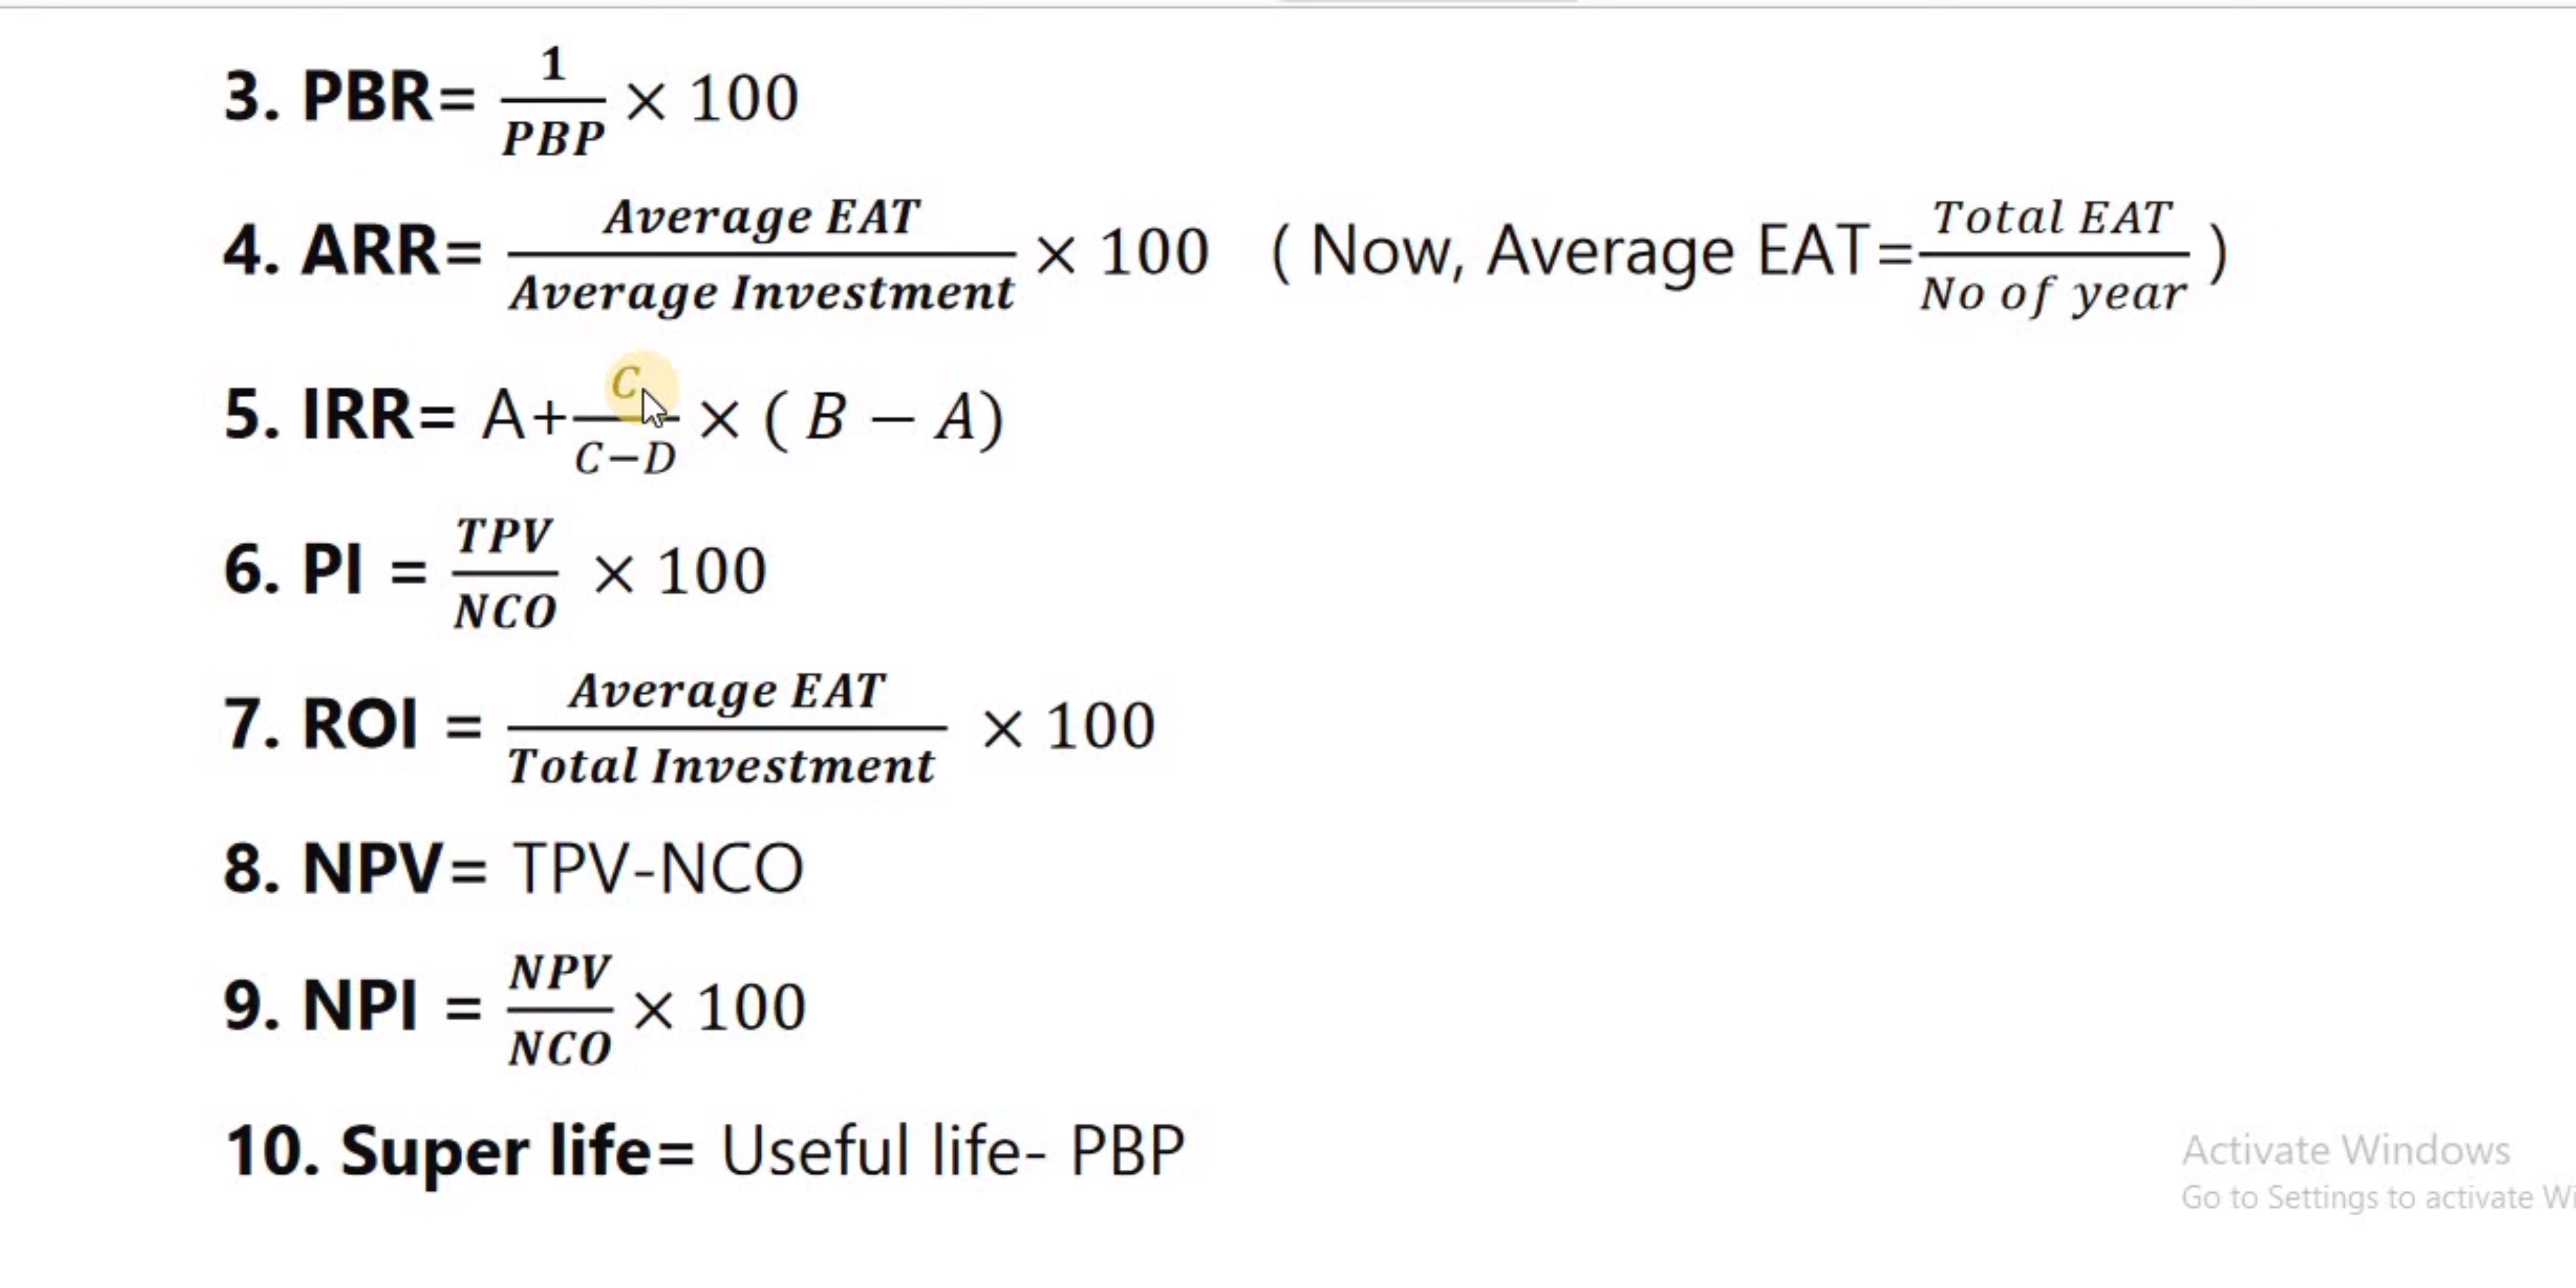 3. PBR= 1/PBP × 100
4. ARR= Average EAT/Average Investment × 100 ( Now, Average EAT=Total EAT/No of year )
5. IRR= A+C/C−D × ( B − A)
6. PI = TPV/NCO × 100
7. ROI = Average EAT/Total Investment × 100
8. NPV= TPV-NCO
9. NPI = NPV/NCO × 100
10. Super life= Useful life- PBP
Activate Windows
Go to Settings to activate Wi